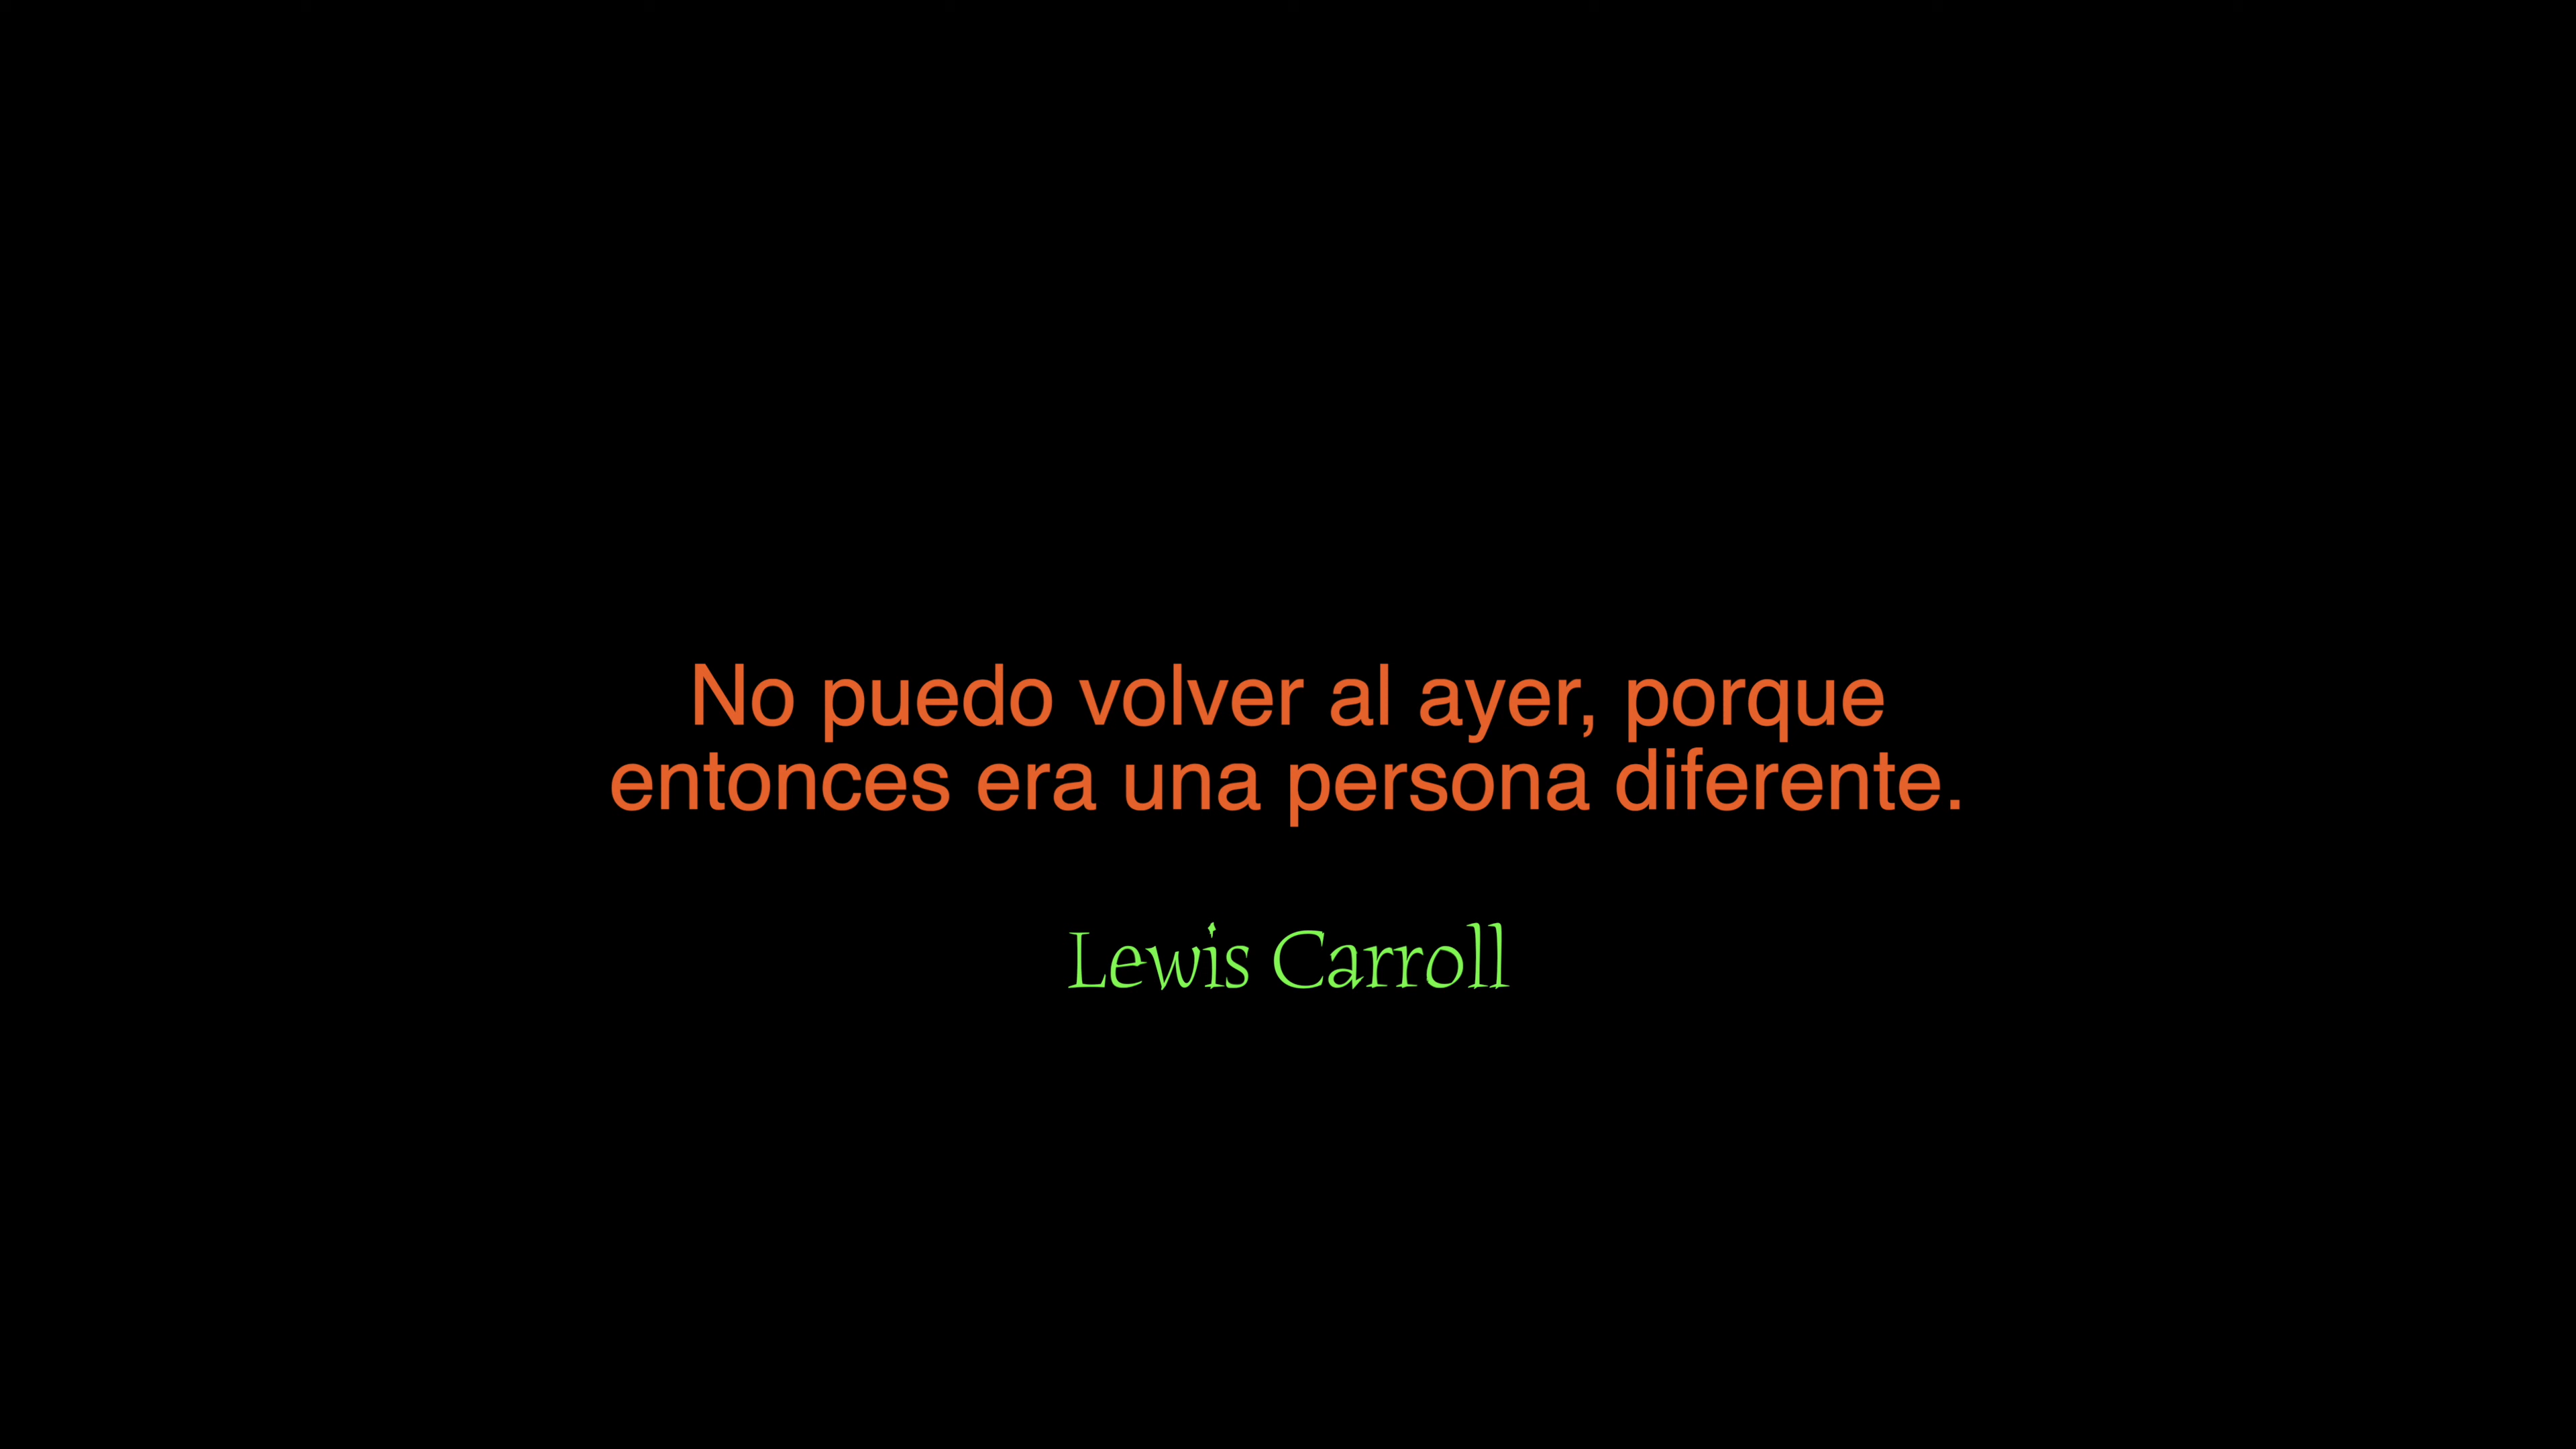 No puedo volver al ayer, porque
entonces era una persona diferente.
Lewis Carroll